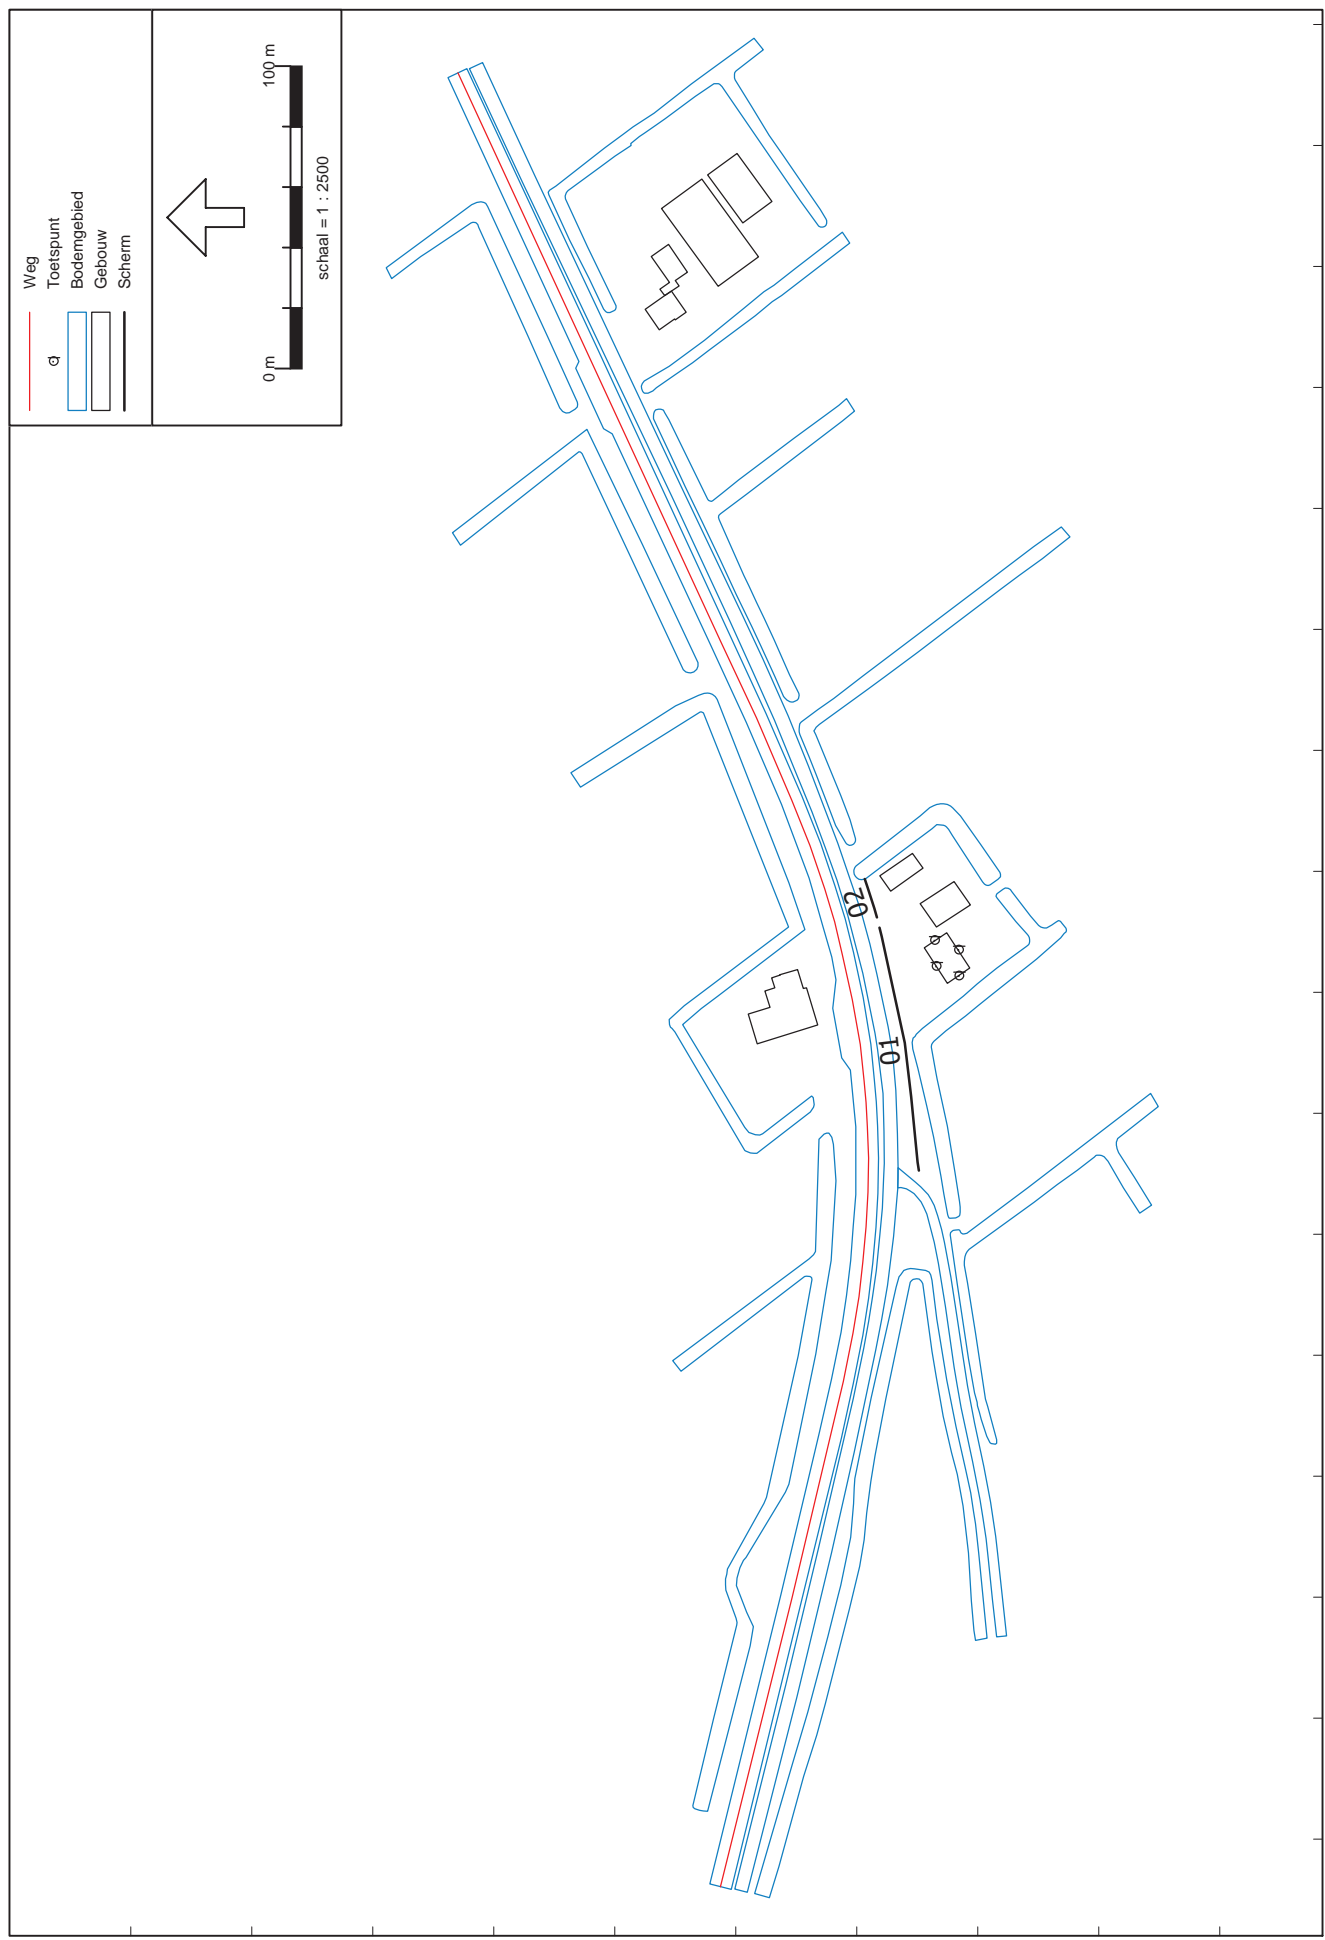 Weg
Toetspunt
Bodemgebied
Gebouw
Scherm
0 m
100 m
schaal = 1 : 2500
02
01